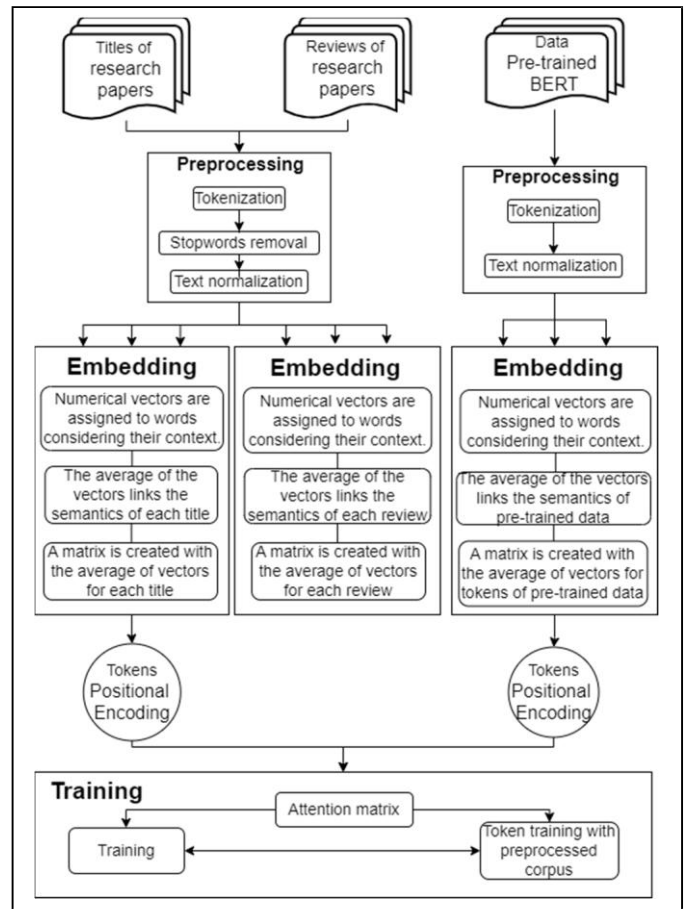 Titles of
research
papers
Reviews of
research
papers
Data
Pre-trained
BERT
Preprocessing
Tokenization
Stopwords removal
Text normalization
Preprocessing
Tokenization
Text normalization
Embedding
Numerical vectors are
assigned to words
considering their context.
The average of the
vectors links the
semantics of each title
A matrix is created with
the average of vectors
for each title
Embedding
Numerical vectors are
assigned to words
considering their context.
The average of the
vectors links the
semantics of each review
A matrix is created with
the average of vectors
for each review
Embedding
Numerical vectors are
assigned to words
considering their context.
The average of the vectors
links the semantics of
pre-trained data
A matrix is created with
the average of vectors for
tokens of pre-trained data
Tokens
Positional
Encoding
Tokens
Positional
Encoding
Training
Attention matrix
Training
Token training with
preprocessed
corpus